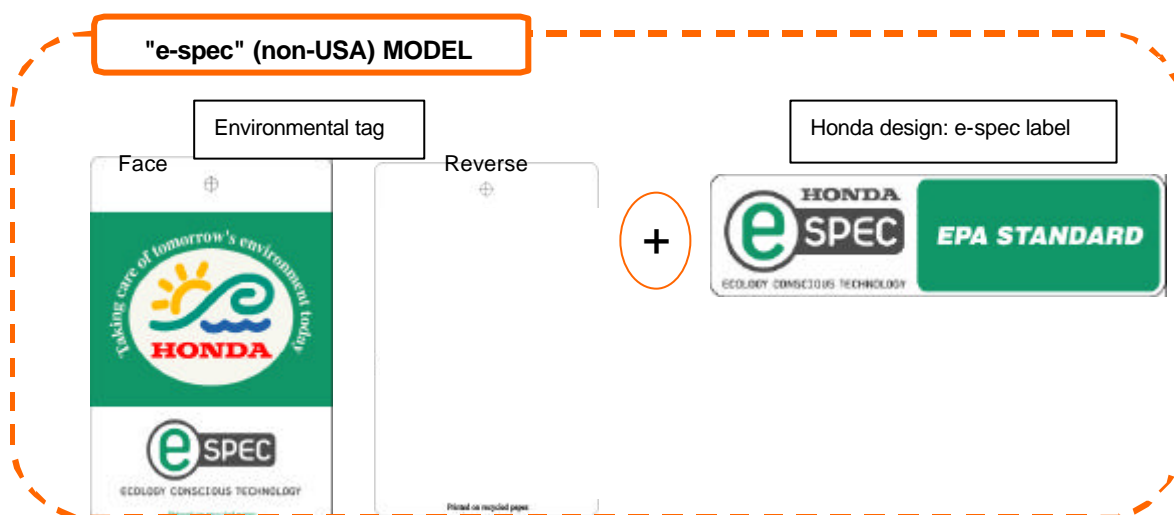 "e-spec" (non-USA) MODEL
Environmental tag
Face
Reverse
Taking care of tomorrow's environment today
HONDA
e SPEC
ECOLOGY CONSCIOUS TECHNOLOGY
Printed on recycled paper
+
Honda design: e-spec label
HONDA
e SPEC
ECOLOGY CONSCIOUS TECHNOLOGY
EPA STANDARD